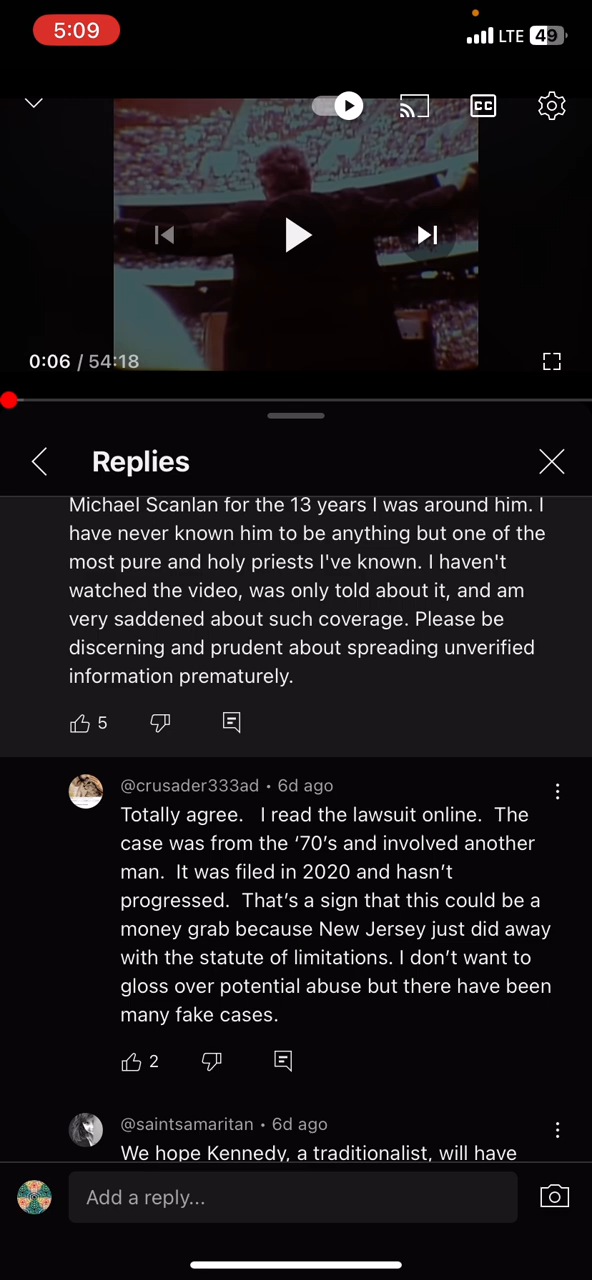 5:09
LTE 49
CC
0:06 / 54:18
Replies
Michael Scanlan for the 13 years I was around him. I
have never known him to be anything but one of the
most pure and holy priests I've known. I haven't
watched the video, was only told about it, and am
very saddened about such coverage. Please be
discerning and prudent about spreading unverified
information prematurely.
5
@crusader333ad • 6d ago
Totally agree.   I read the lawsuit online.  The
case was from the ‘70’s and involved another
man.  It was filed in 2020 and hasn’t
progressed.  That’s a sign that this could be a
money grab because New Jersey just did away
with the statute of limitations. I don’t want to
gloss over potential abuse but there have been
many fake cases.
2
@saintsamaritan • 6d ago
We hope Kennedy, a traditionalist, will have
Add a reply...